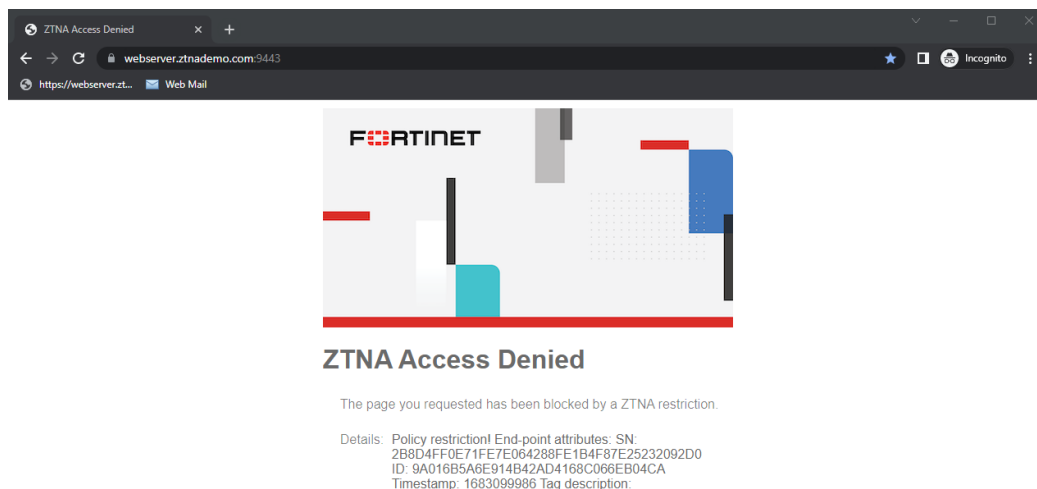 ZTNA Access Denied
webserver.ztnademo.com:9443
Incognito
https://webserver.zt...
Web Mail
FORTINET
ZTNA Access Denied
The page you requested has been blocked by a ZTNA restriction.
Details: Policy restriction! End-point attributes: SN:
2B8D4FF0E71FE7E064288FE1B4F87E25232092D0
ID: 9A016B5A6E914B42AD4168C066EB04CA
Timestamp: 1683099986 Tag description: